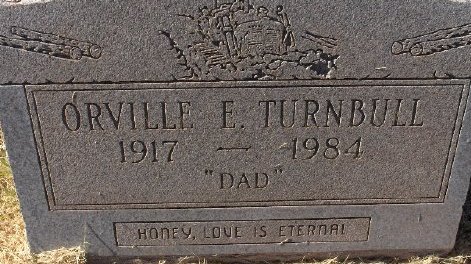 ORVILLE E. TURNBULL
1917 — 1984
"DAD"
HONEY, LOVE IS ETERNAL